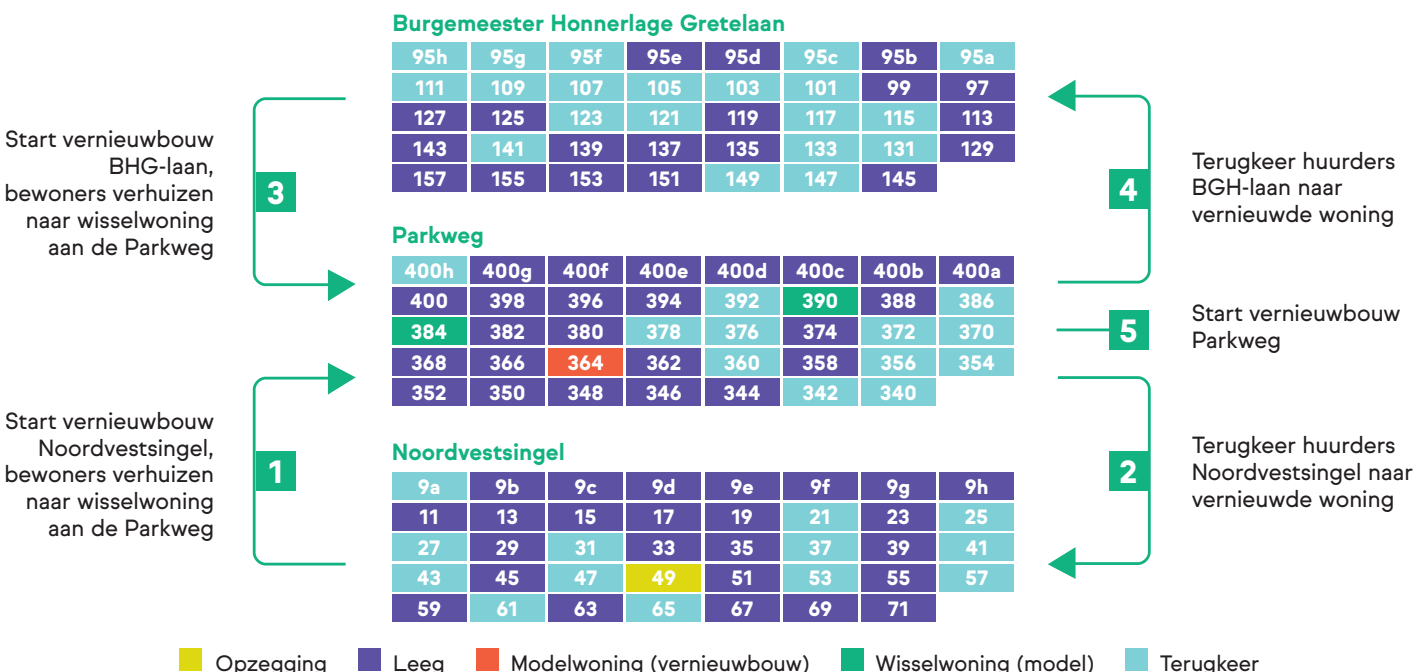 Burgemeester Honnerlage Gretelaan
95h 95g 95f 95e 95d 95c 95b 95a
111 109 107 105 103 101 99 97
127 125 123 121 119 117 115 113
143 141 139 137 135 133 131 129
157 155 153 151 149 147 145
Start vernieuwbouw
BHG-laan,
bewoners verhuizen
naar wisselwoning
aan de Parkweg
3
4
Terugkeer huurders
BGH-laan naar
vernieuwde woning
Parkweg
400h 400g 400f 400e 400d 400c 400b 400a
400 398 396 394 392 390 388 386
384 382 380 378 376 374 372 370
368 366 364 362 360 358 356 354
352 350 348 346 344 342 340
5
Start vernieuwbouw
Parkweg
Start vernieuwbouw
Noordvestsingel,
bewoners verhuizen
naar wisselwoning
aan de Parkweg
1
2
Terugkeer huurders
Noordvestsingel naar
vernieuwde woning
Noordvestsingel
9a 9b 9c 9d 9e 9f 9g 9h
11 13 15 17 19 21 23 25
27 29 31 33 35 37 39 41
43 45 47 49 51 53 55 57
59 61 63 65 67 69 71
Opzegging Leeg Modelwoning (vernieuwbouw) Wisselwoning (model) Terugkeer